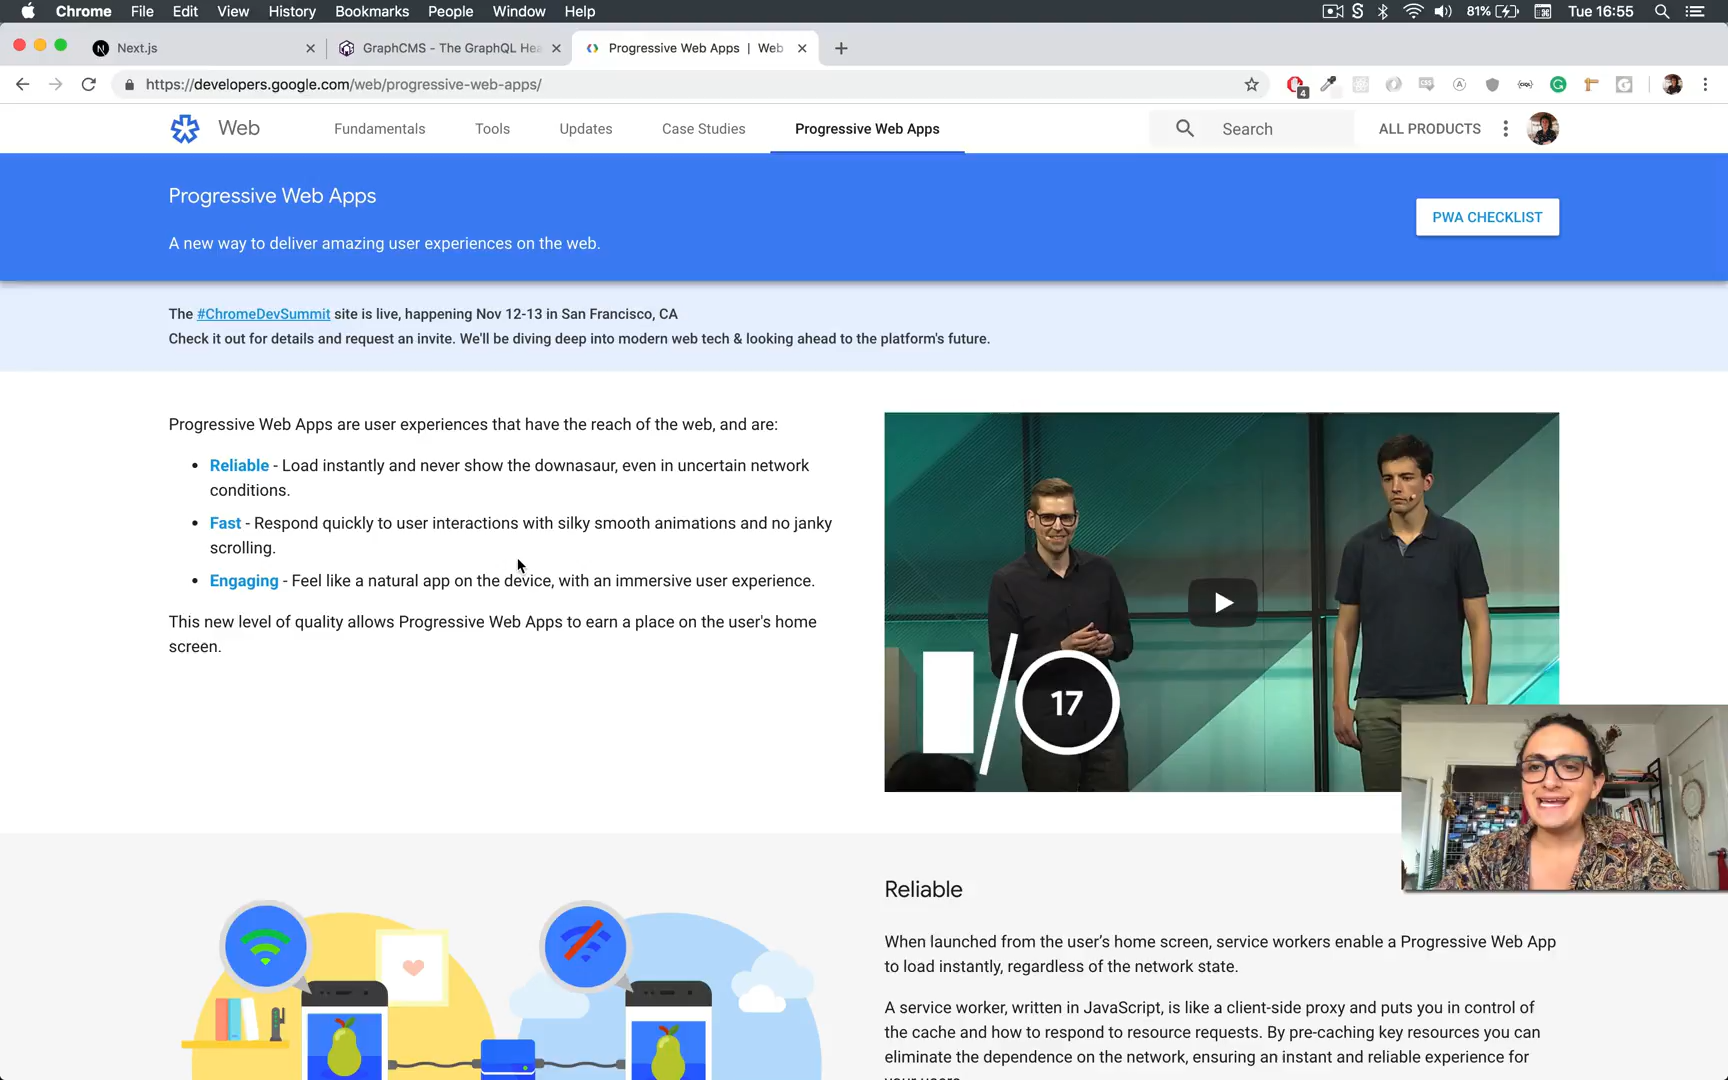 Chrome File Edit View History Bookmarks People Window Help 81% Tue 16:55
Next.js GraphCMS - The GraphQL Hea Progressive Web Apps | Web
https://developers.google.com/web/progressive-web-apps/ 4
Web Fundamentals Tools Updates Case Studies Progressive Web Apps Search ALL PRODUCTS
Progressive Web Apps
PWA CHECKLIST
A new way to deliver amazing user experiences on the web.
The #ChromeDevSummit site is live, happening Nov 12-13 in San Francisco, CA
Check it out for details and request an invite. We'll be diving deep into modern web tech & looking ahead to the platform's future.
Progressive Web Apps are user experiences that have the reach of the web, and are:
• Reliable - Load instantly and never show the downasaur, even in uncertain network
conditions.
• Fast - Respond quickly to user interactions with silky smooth animations and no janky
scrolling.
• Engaging - Feel like a natural app on the device, with an immersive user experience.
This new level of quality allows Progressive Web Apps to earn a place on the user's home
screen.
17
Reliable
When launched from the user’s home screen, service workers enable a Progressive Web App
to load instantly, regardless of the network state.
A service worker, written in JavaScript, is like a client-side proxy and puts you in control of
the cache and how to respond to resource requests. By pre-caching key resources you can
eliminate the dependence on the network, ensuring an instant and reliable experience for